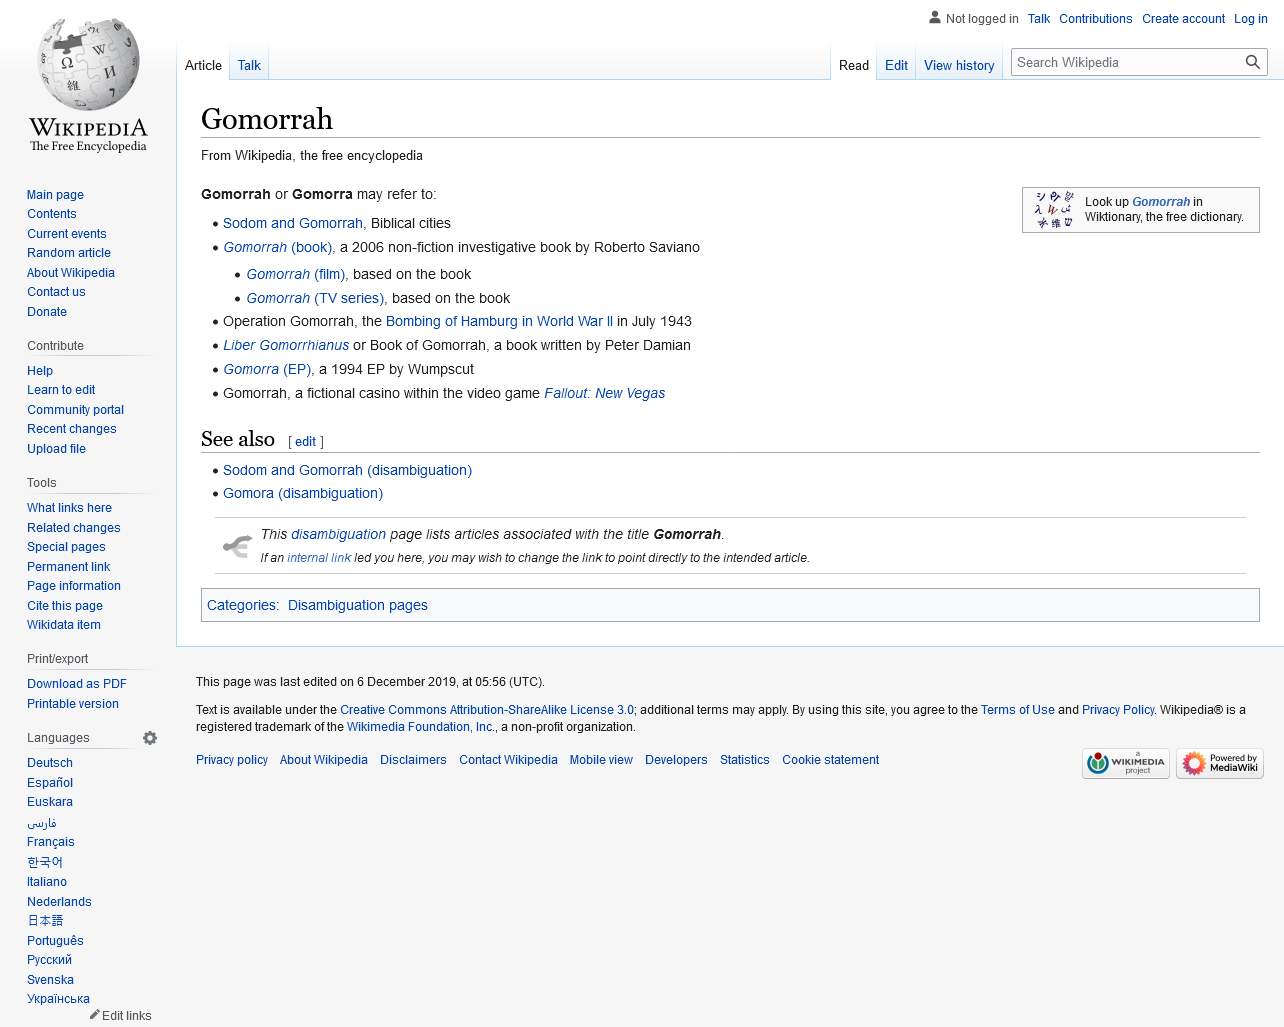 Not logged in Talk Contributions Create account Log in
Article Talk Read Edit View history Search Wikipedia
WIKIPEDIA
The Free Encyclopedia
Main page
Contents
Current events
Random article
About Wikipedia
Contact us
Donate
Contribute
Help
Learn to edit
Community portal
Recent changes
Upload file
Tools
What links here
Related changes
Special pages
Permanent link
Page information
Cite this page
Wikidata item
Print/export
Download as PDF
Printable version
Languages
Deutsch
Español
Euskara
فارسی
Français
한국어
Italiano
Nederlands
日本語
Português
Русский
Svenska
Українська
Edit links
Gomorrah
From Wikipedia, the free encyclopedia
Gomorrah or Gomorra may refer to:
Look up Gomorrah in
Wiktionary, the free dictionary.
• Sodom and Gomorrah, Biblical cities
• Gomorrah (book), a 2006 non-fiction investigative book by Roberto Saviano
• Gomorrah (film), based on the book
• Gomorrah (TV series), based on the book
• Operation Gomorrah, the Bombing of Hamburg in World War II in July 1943
• Liber Gomorrhianus or Book of Gomorrah, a book written by Peter Damian
• Gomorra (EP), a 1994 EP by Wumpscut
• Gomorrah, a fictional casino within the video game Fallout: New Vegas
See also [ edit ]
• Sodom and Gomorrah (disambiguation)
• Gomora (disambiguation)
This disambiguation page lists articles associated with the title Gomorrah.
If an internal link led you here, you may wish to change the link to point directly to the intended article.
Categories: Disambiguation pages
This page was last edited on 6 December 2019, at 05:56 (UTC).
Text is available under the Creative Commons Attribution-ShareAlike License 3.0; additional terms may apply. By using this site, you agree to the Terms of Use and Privacy Policy. Wikipedia® is a
registered trademark of the Wikimedia Foundation, Inc., a non-profit organization.
Privacy policy About Wikipedia Disclaimers Contact Wikipedia Mobile view Developers Statistics Cookie statement
a
WIKIMEDIA
project
Powered by
MediaWiki